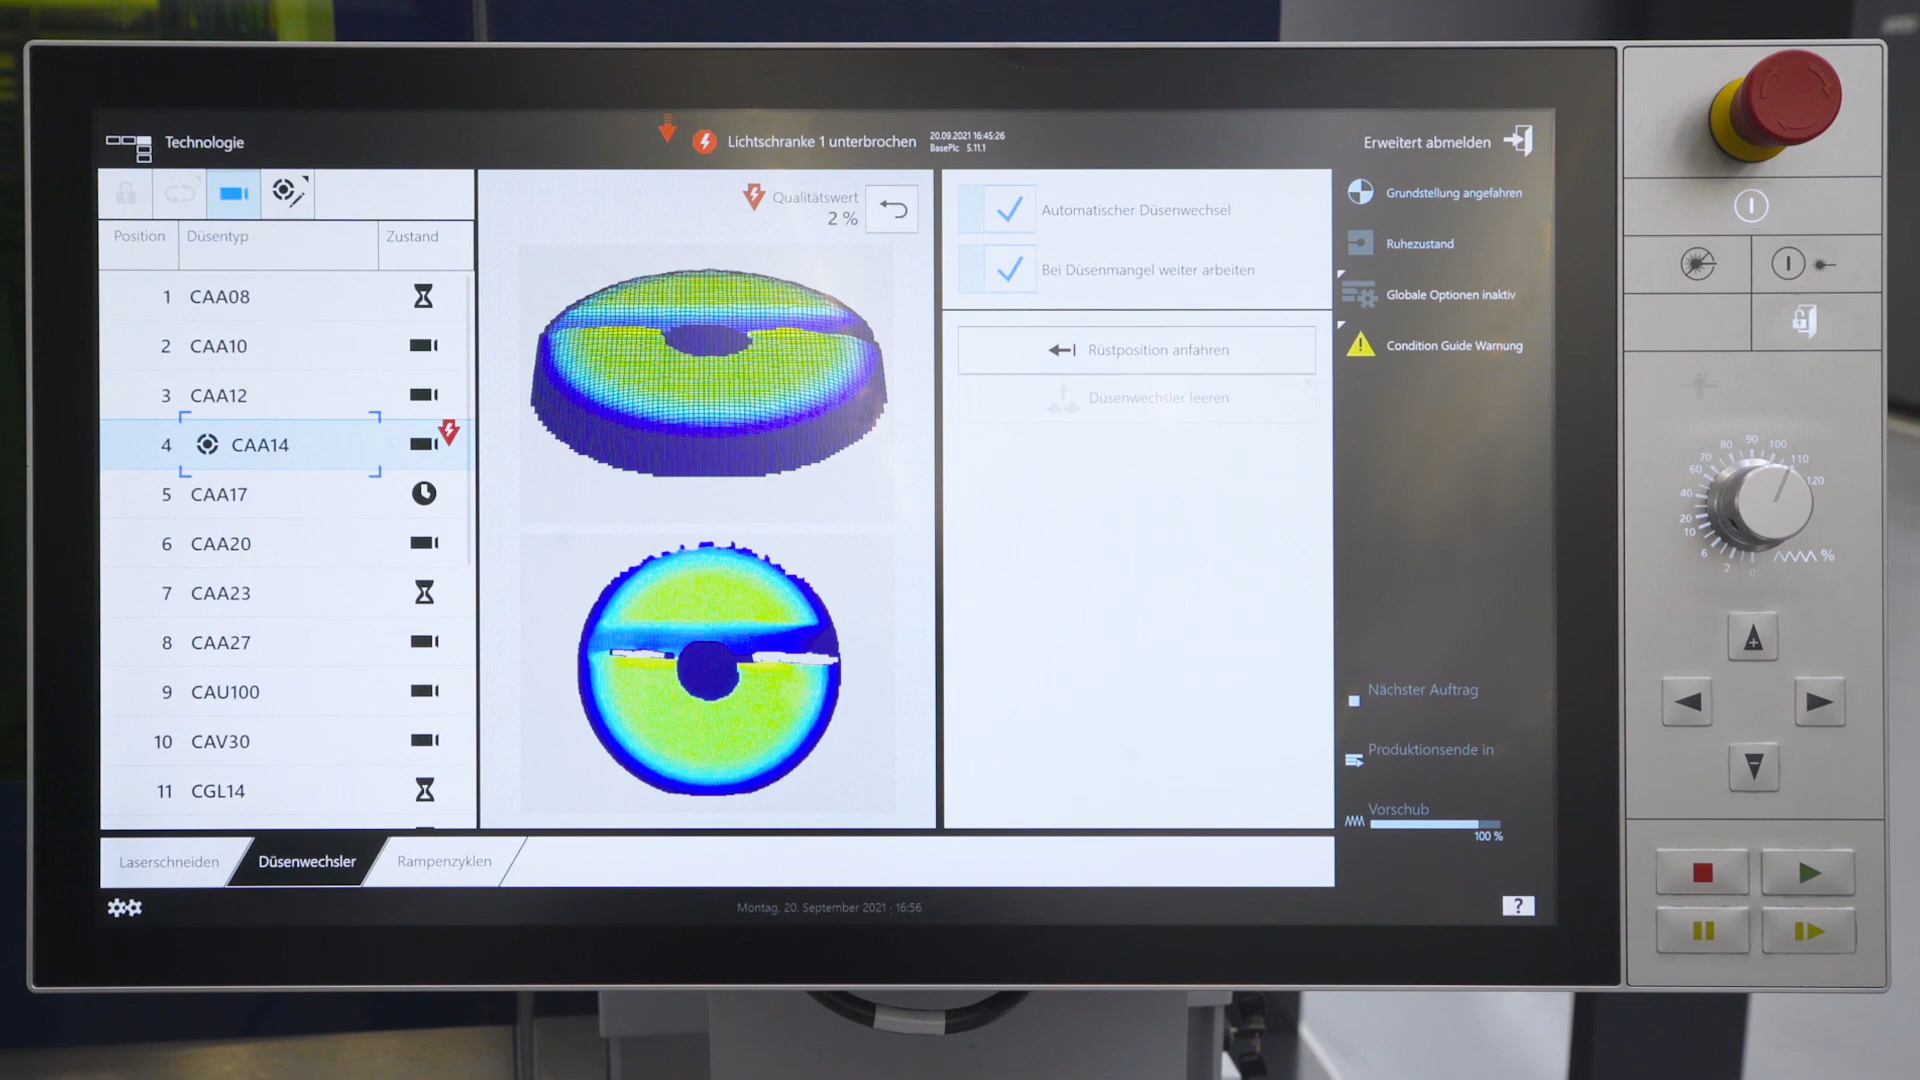 Technologie
Lichtschranke 1 unterbrochen
20.09.2021 16:45:26
BasePlc 5.11.1
Erweitert abmelden
Position Düsentyp Zustand
1 CAA08
2 CAA10
3 CAA12
4 CAA14
5 CAA17
6 CAA20
7 CAA23
8 CAA27
9 CAU100
10 CAV30
11 CGL14
Qualitätswert
2 %
Automatischer Düsenwechsel
Bei Düsenmangel weiter arbeiten
Rüstposition anfahren
Düsenwechsler leeren
Grundstellung angefahren
Ruhezustand
Globale Optionen inaktiv
Condition Guide Warnung
Nächster Auftrag
Produktionsende in
Vorschub
100 %
Laserschneiden Düsenwechsler Rampenzyklen
Montag, 20. September 2021 - 16:56
?
0
2
6
10
20
40
60
70
80
90
100
110
120
%